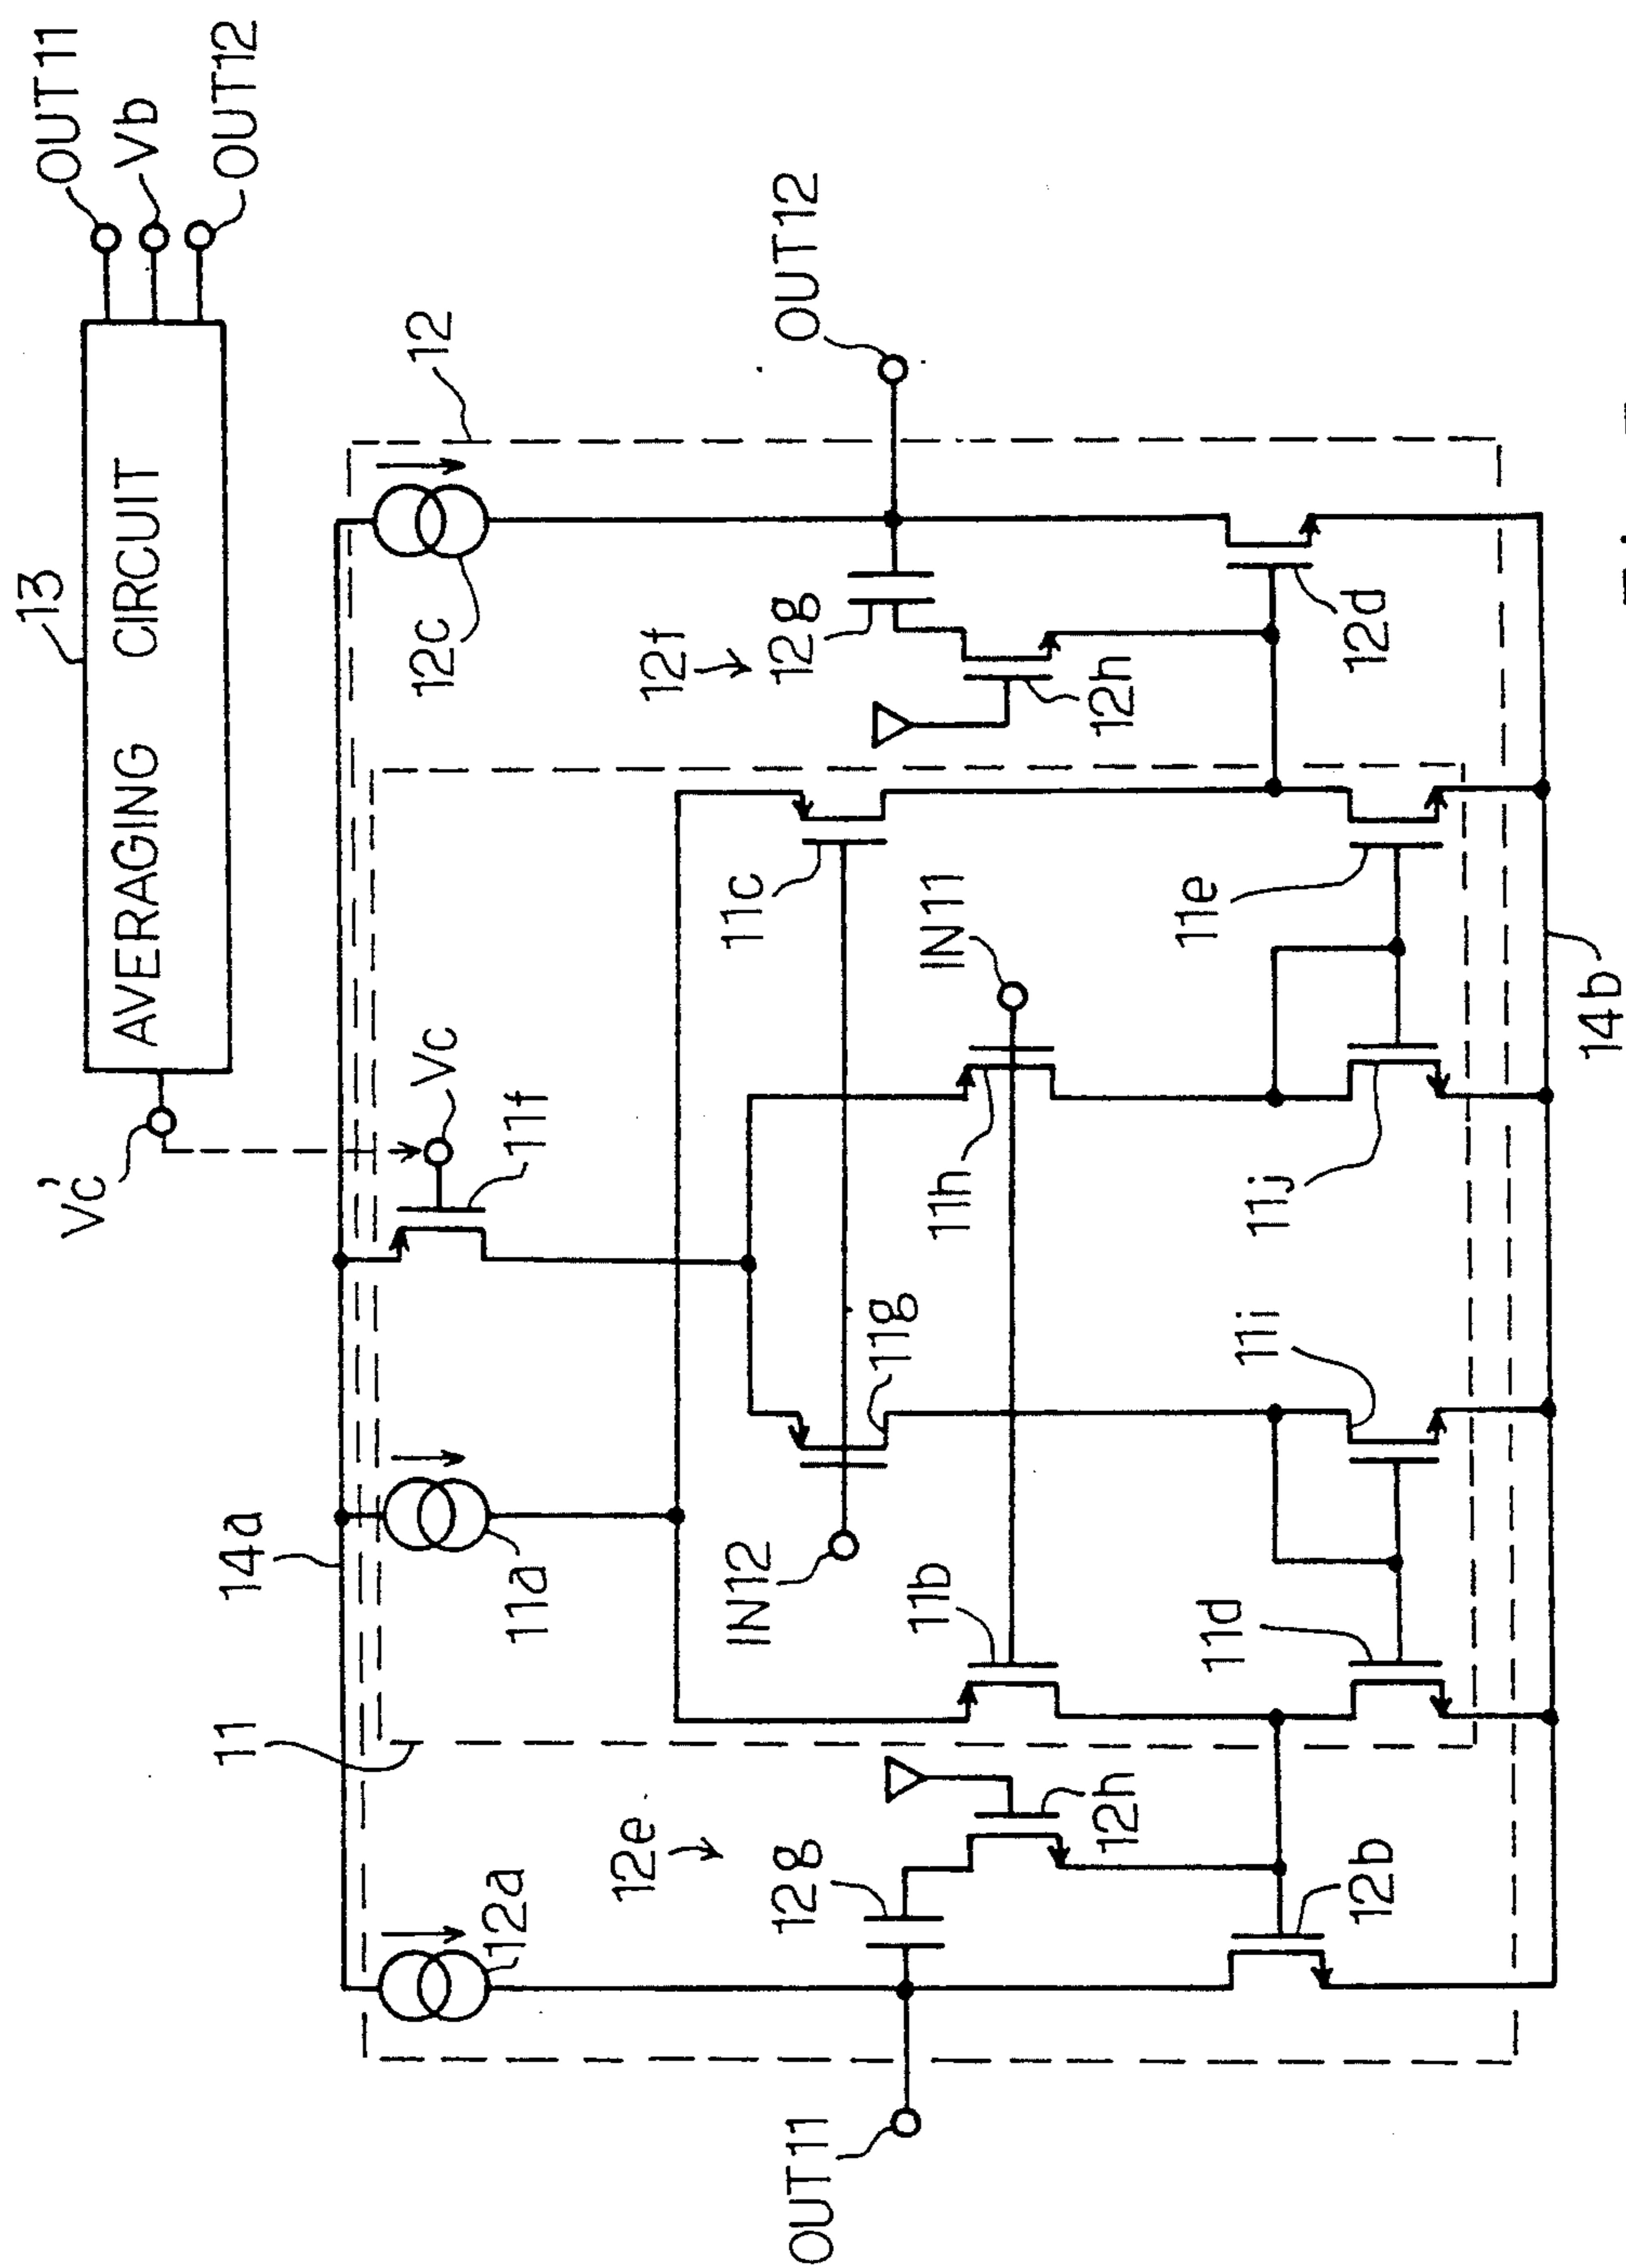 13
AVERAGING CIRCUIT
OUT11
Vb
OUT12
Vc'
12
14a
11
12a
11a
Vc
11f
12c
12e
12g
12h
12f
12g
12h
OUT12
IN12
11g
11c
11b
11h
IN11
OUT11
12b
11d
11i
11j
11e
12d
14b